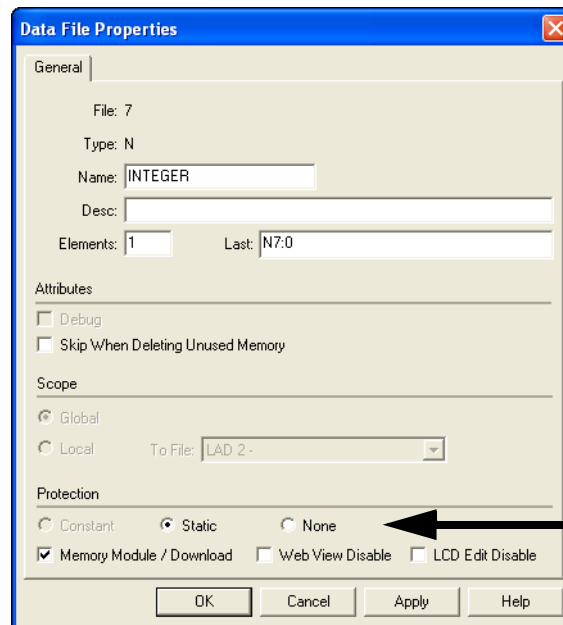 Data File Properties
General
File: 7
Type: N
Name: INTEGER
Desc:
Elements: 1 Last: N7:0
Attributes
Debug
Skip When Deleting Unused Memory
Scope
Global
Local To File: LAD 2 -
Protection
Constant Static None
Memory Module / Download Web View Disable LCD Edit Disable
OK Cancel Apply Help